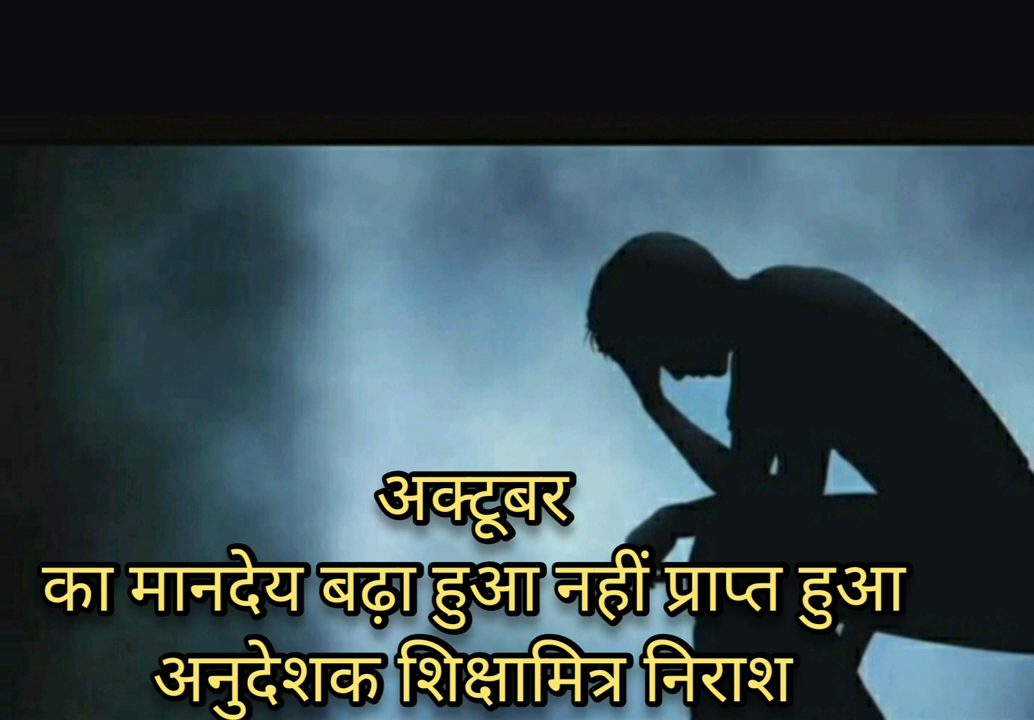 अक्टूबर
का मानदेय बढ़ा हुआ नहीं प्राप्त हुआ
अनुदेशक शिक्षामित्र निराश